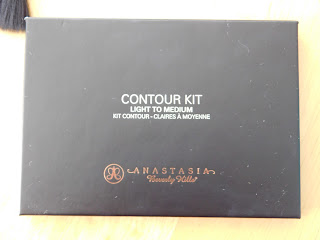 CONTOUR KIT
LIGHT TO MEDIUM
KIT CONTOUR - CLAIRES À MOYENNE
ANASTASIA
Beverly Hills